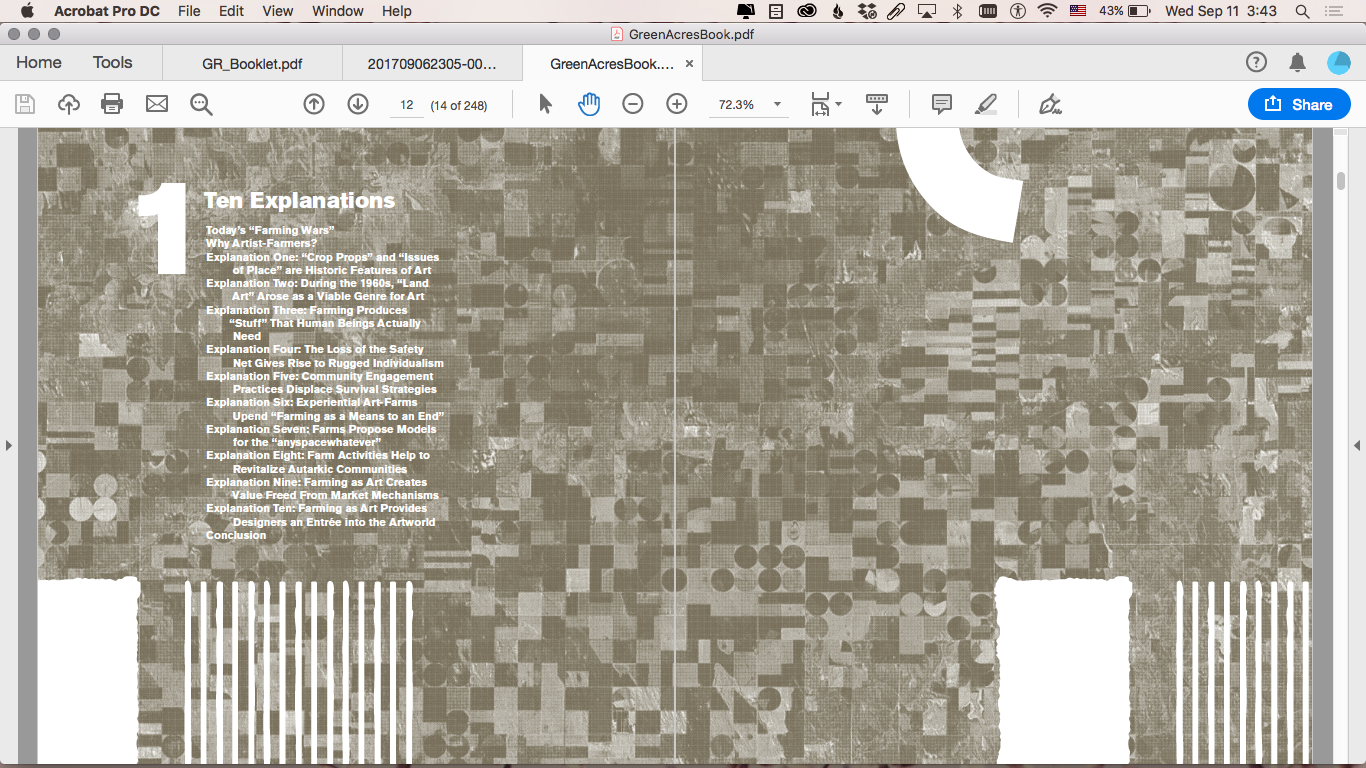 Acrobat Pro DC File Edit View Window Help 43% Wed Sep 11 3:43
GreenAcresBook.pdf
Home Tools GR_Booklet.pdf 201709062305-00... GreenAcresBook.... ×
12 (14 of 248) 72.3% Share
1 Ten Explanations
Today's “Farming Wars”
Why Artist-Farmers?
Explanation One: “Crop Props” and “Issues
of Place” are Historic Features of Art
Explanation Two: During the 1960s, “Land
Art” Arose as a Viable Genre for Art
Explanation Three: Farming Produces
“Stuff” That Human Beings Actually
Need
Explanation Four: The Loss of the Safety
Net Gives Rise to Rugged Individualism
Explanation Five: Community Engagement
Practices Displace Survival Strategies
Explanation Six: Experiential Art-Farms
Upend “Farming as a Means to an End”
Explanation Seven: Farms Propose Models
for the “anyspacewhatever”
Explanation Eight: Farm Activities Help to
Revitalize Autarkic Communities
Explanation Nine: Farming as Art Creates
Value Freed From Market Mechanisms
Explanation Ten: Farming as Art Provides
Designers an Entrée into the Artworld
Conclusion